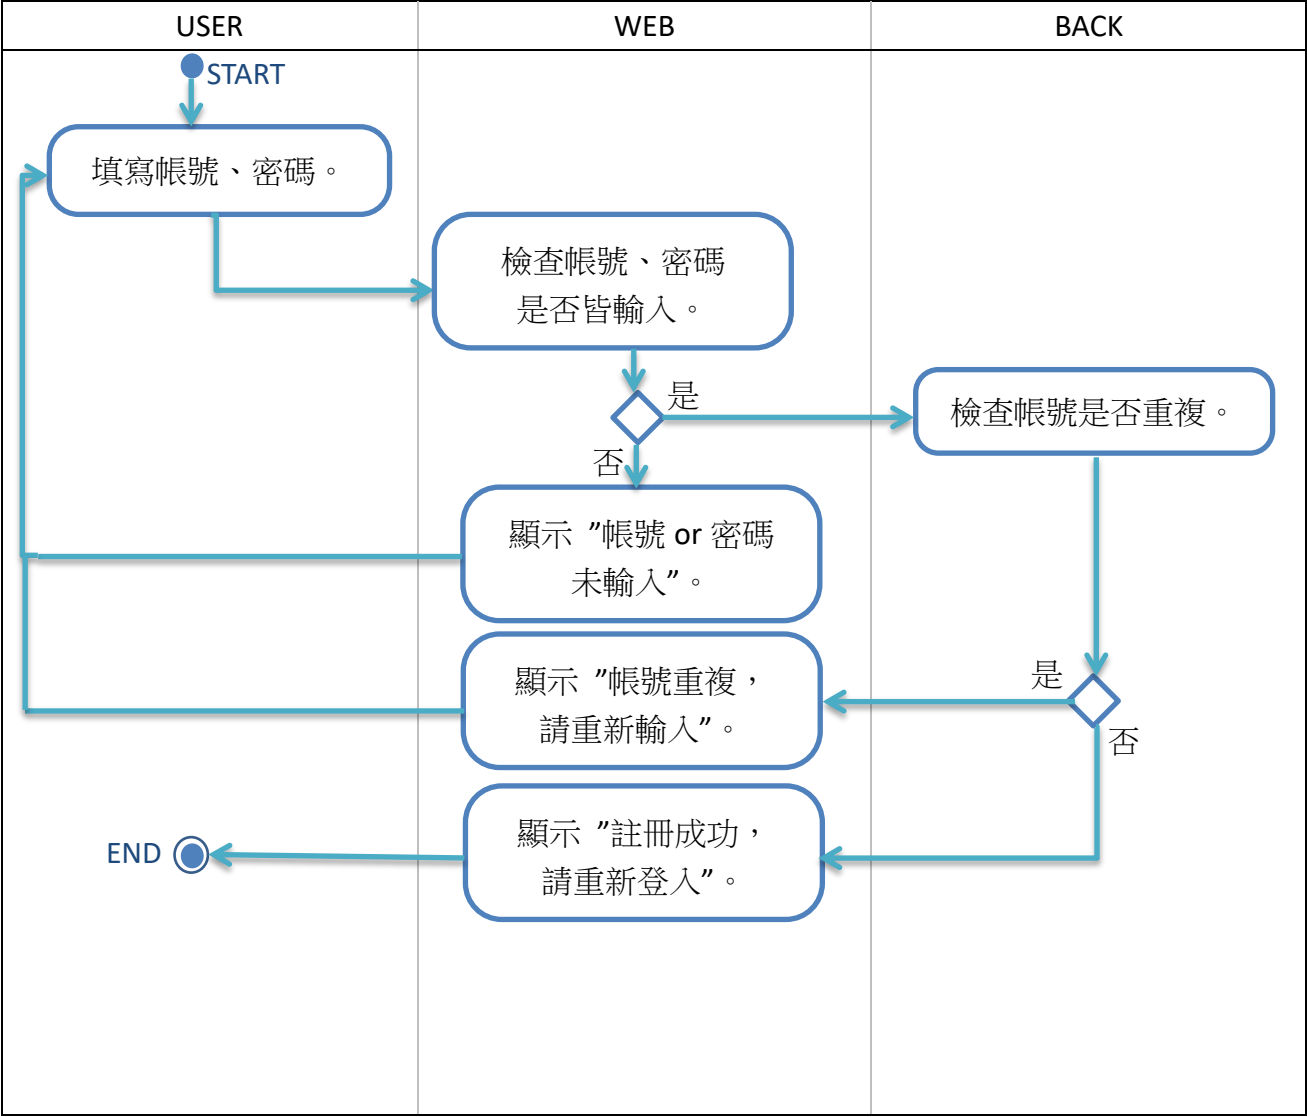 USER
WEB
BACK
START
填寫帳號、密碼。
檢查帳號、密碼
是否皆輸入。
是
檢查帳號是否重複。
否
顯示 ”帳號 or 密碼
未輸入”。
顯示 ”帳號重複，
請重新輸入”。
是
否
顯示 ”註冊成功，
請重新登入”。
END